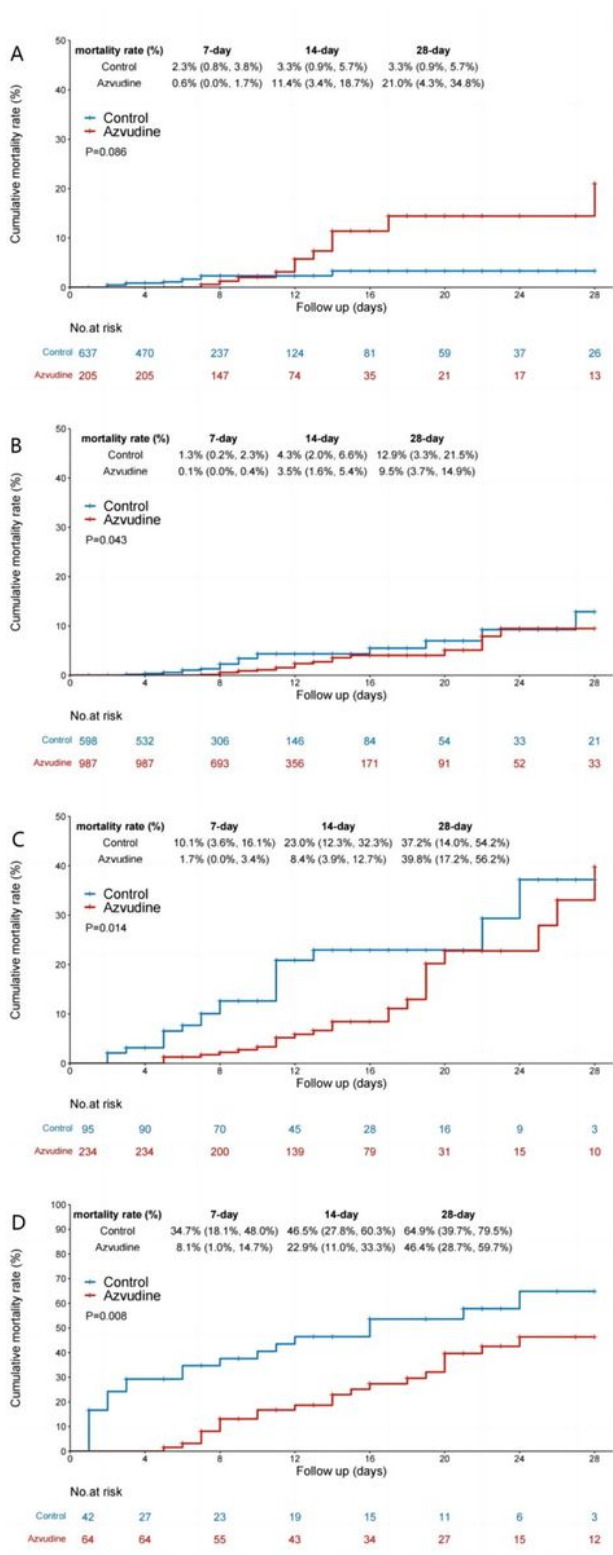 A
50
mortality rate (%) 7-day 14-day 28-day
Control 2.3% (0.8%, 3.8%) 3.3% (0.9%, 5.7%) 3.3% (0.9%, 5.7%)
Azvudine 0.6% (0.0%, 1.7%) 11.4% (3.4%, 18.7%) 21.0% (4.3%, 34.8%)
40
Control
Azvudine
P=0.086
30
20
10
0
Cumulative mortality rate (%)
0 4 8 12 16 20 24 28
Follow up (days)
No.at risk
Control 637 470 237 124 81 59 37 26
Azvudine 205 205 147 74 35 21 17 13
B
50
mortality rate (%) 7-day 14-day 28-day
Control 1.3% (0.2%, 2.3%) 4.3% (2.0%, 6.6%) 12.9% (3.3%, 21.5%)
Azvudine 0.1% (0.0%, 0.4%) 3.5% (1.6%, 5.4%) 9.5% (3.7%, 14.9%)
40
Control
Azvudine
P=0.043
30
20
10
0
Cumulative mortality rate (%)
0 4 8 12 16 20 24 28
Follow up (days)
No.at risk
Control 598 532 306 146 84 54 33 21
Azvudine 987 987 693 356 171 91 52 33
C
50
mortality rate (%) 7-day 14-day 28-day
Control 10.1% (3.6%, 16.1%) 23.0% (12.3%, 32.3%) 37.2% (14.0%, 54.2%)
Azvudine 1.7% (0.0%, 3.4%) 8.4% (3.9%, 12.7%) 39.8% (17.2%, 56.2%)
40
Control
Azvudine
P=0.014
30
20
10
0
Cumulative mortality rate (%)
0 4 8 12 16 20 24 28
Follow up (days)
No.at risk
Control 95 90 70 45 28 16 9 3
Azvudine 234 234 200 139 79 31 15 10
D
100
mortality rate (%) 7-day 14-day 28-day
Control 34.7% (18.1%, 48.0%) 46.5% (27.8%, 60.3%) 64.9% (39.7%, 79.5%)
Azvudine 8.1% (1.0%, 14.7%) 22.9% (11.0%, 33.3%) 46.4% (28.7%, 59.7%)
90
80
70
Control
Azvudine
P=0.008
60
50
40
30
20
10
0
Cumulative mortality rate (%)
0 4 8 12 16 20 24 28
Follow up (days)
No.at risk
Control 42 27 23 19 15 11 6 3
Azvudine 64 64 55 43 34 27 15 12